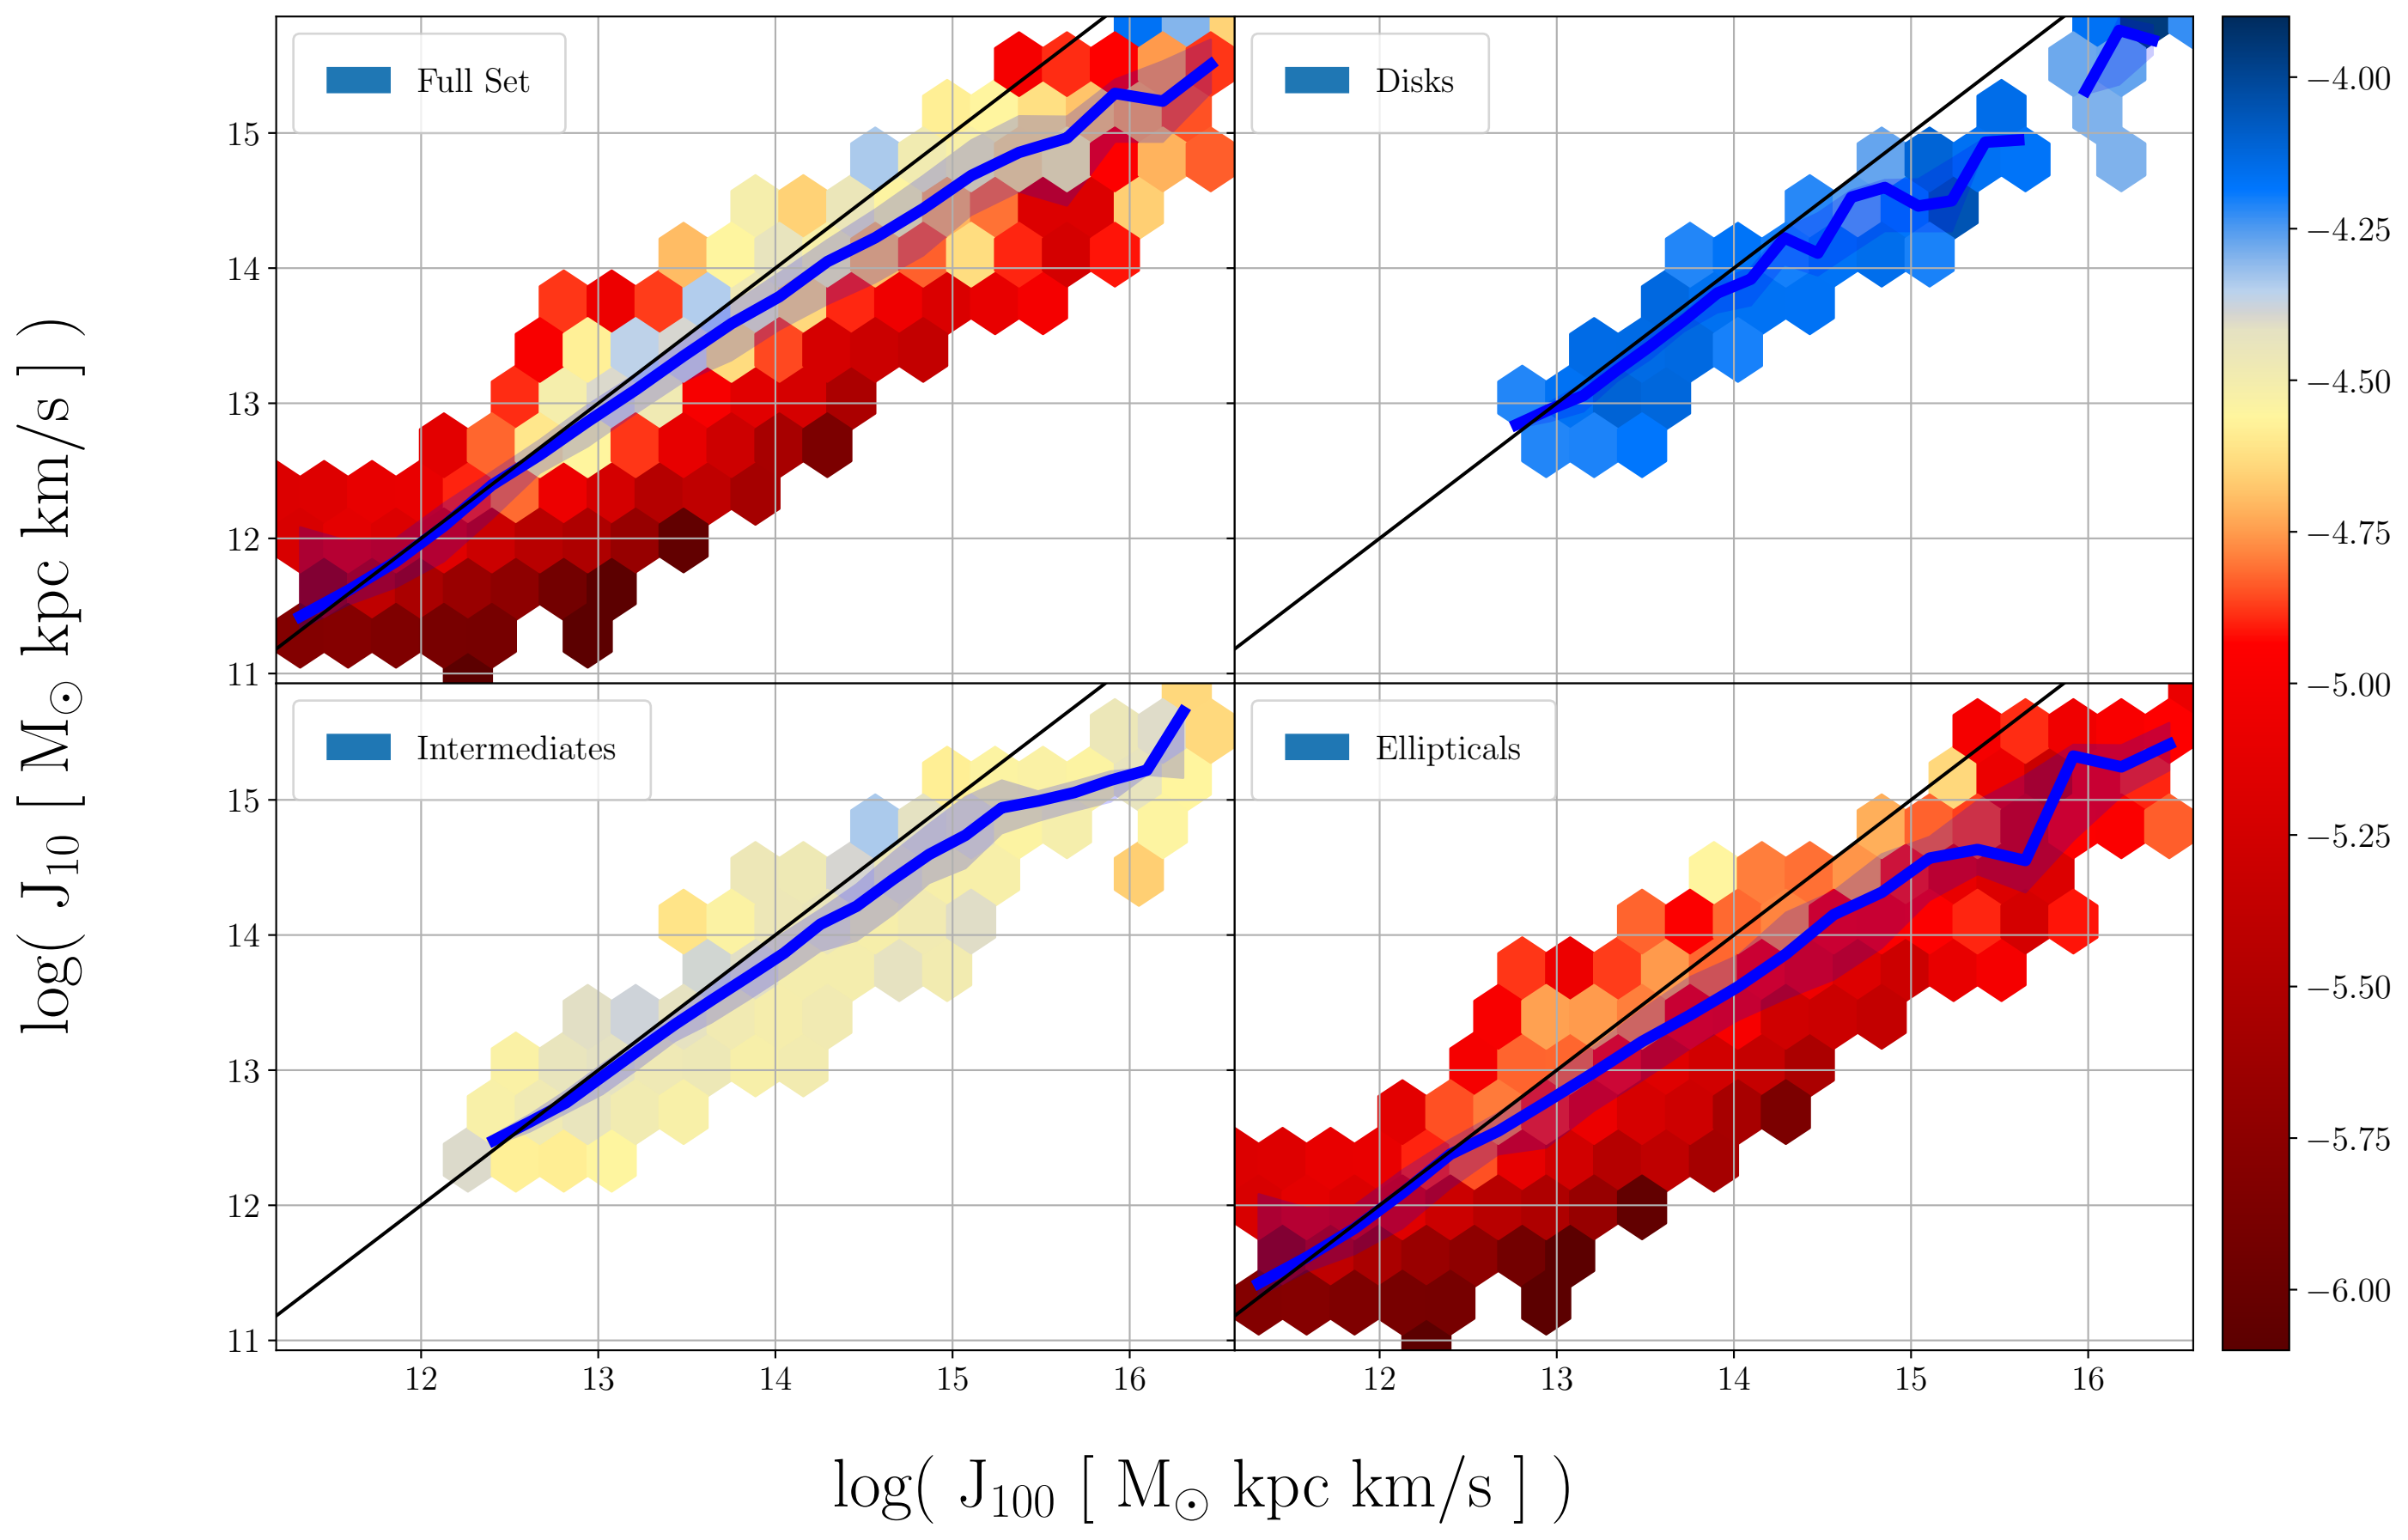 log( J10 [ M⊙ kpc km/s ] )
Full Set
15
14
13
12
11
Disks
Intermediates
15
14
13
12
11
12 13 14 15 16
Ellipticals
12 13 14 15 16
−4.00
−4.25
−4.50
−4.75
−5.00
−5.25
−5.50
−5.75
−6.00
log( J100 [ M⊙ kpc km/s ] )